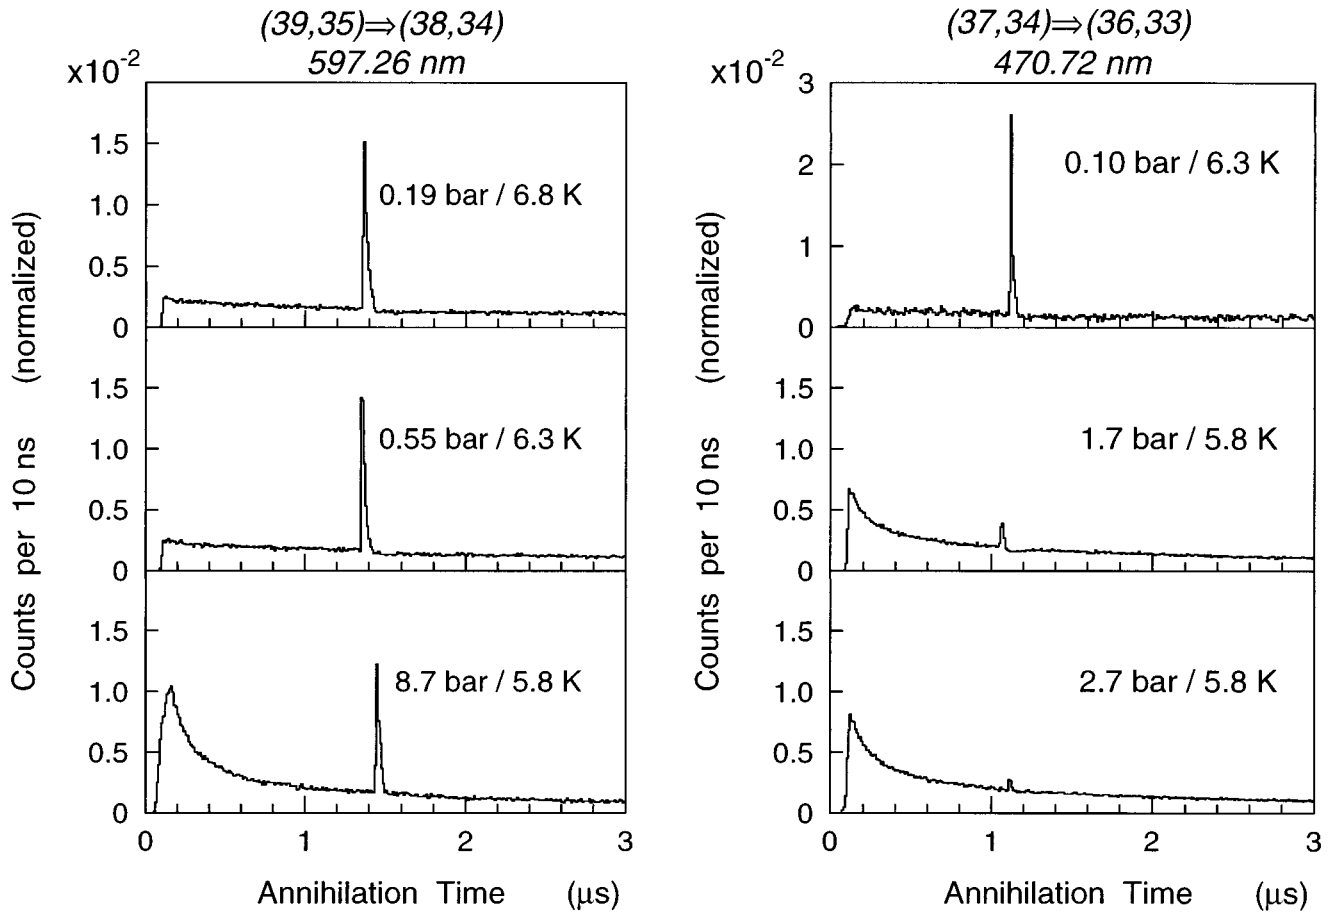 (39,35)⇒(38,34)
597.26 nm
x10-2
1.5
1.0
0.5
0
0.19 bar / 6.8 K
1.5
1.0
0.5
0
0.55 bar / 6.3 K
1.5
1.0
0.5
0
8.7 bar / 5.8 K
0 1 2 3
Annihilation Time (μs)
Counts per 10 ns (normalized)
(37,34)⇒(36,33)
470.72 nm
x10-2
3
2
1
0
0.10 bar / 6.3 K
1.5
1.0
0.5
0
1.7 bar / 5.8 K
1.5
1.0
0.5
0
2.7 bar / 5.8 K
0 1 2 3
Annihilation Time (μs)
Counts per 10 ns (normalized)